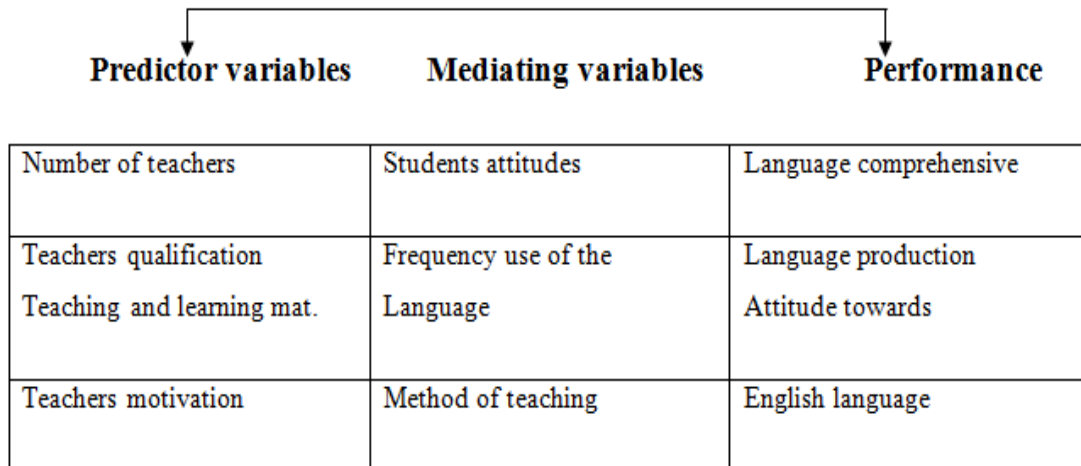 Predictor variables Mediating variables Performance
Number of teachers Students attitudes Language comprehensive
Teachers qualification Frequency use of the Language production
Teaching and learning mat. Language Attitude towards
Teachers motivation Method of teaching English language